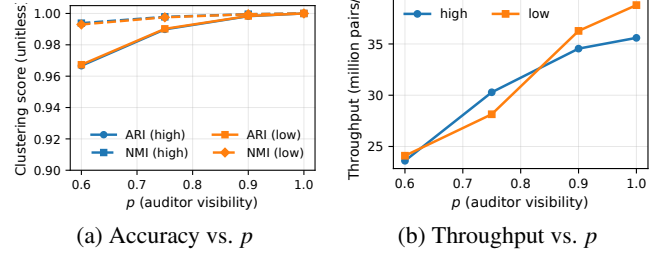 Clustering score (unitless)
1.00
0.98
0.96
0.94
0.92
0.90
ARI (high)
NMI (high)
ARI (low)
NMI (low)
0.6 0.7 0.8 0.9 1.0
p (auditor visibility)
(a) Accuracy vs. p
Throughput (million pairs/
35
30
25
high
low
0.6 0.7 0.8 0.9 1.0
p (auditor visibility)
(b) Throughput vs. p